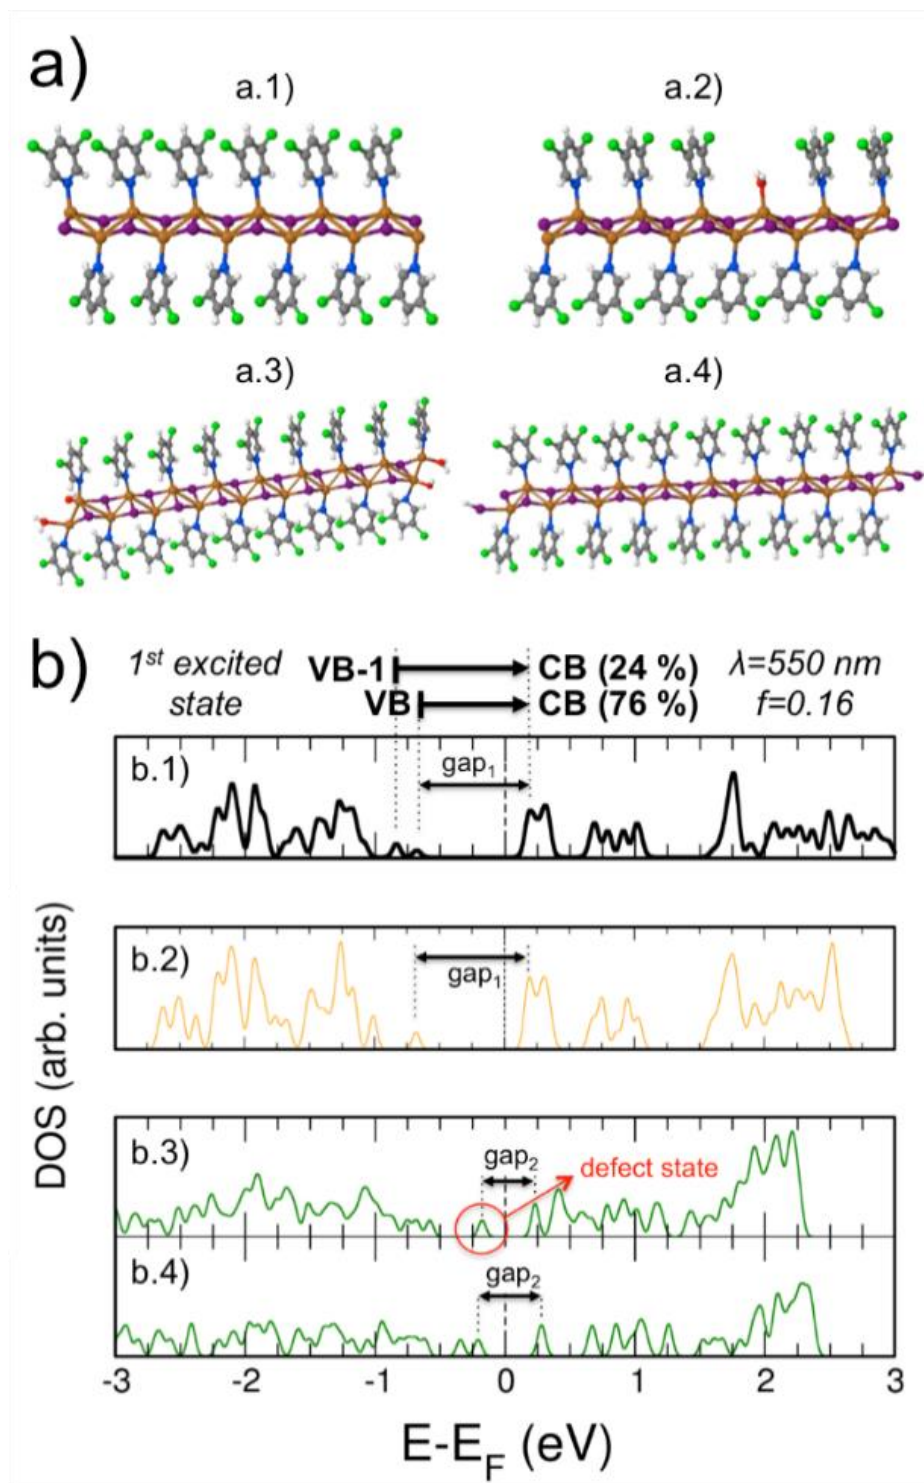 a)
a.1)
a.2)
a.3)
a.4)
b)
1st excited state
VB-1
CB (24 %)
λ=550 nm
VB
CB (76 %)
f=0.16
b.1)
gap1
b.2)
gap1
b.3)
gap2
defect state
b.4)
gap2
DOS (arb. units)
-3 -2 -1 0 1 2 3
E-EF (eV)